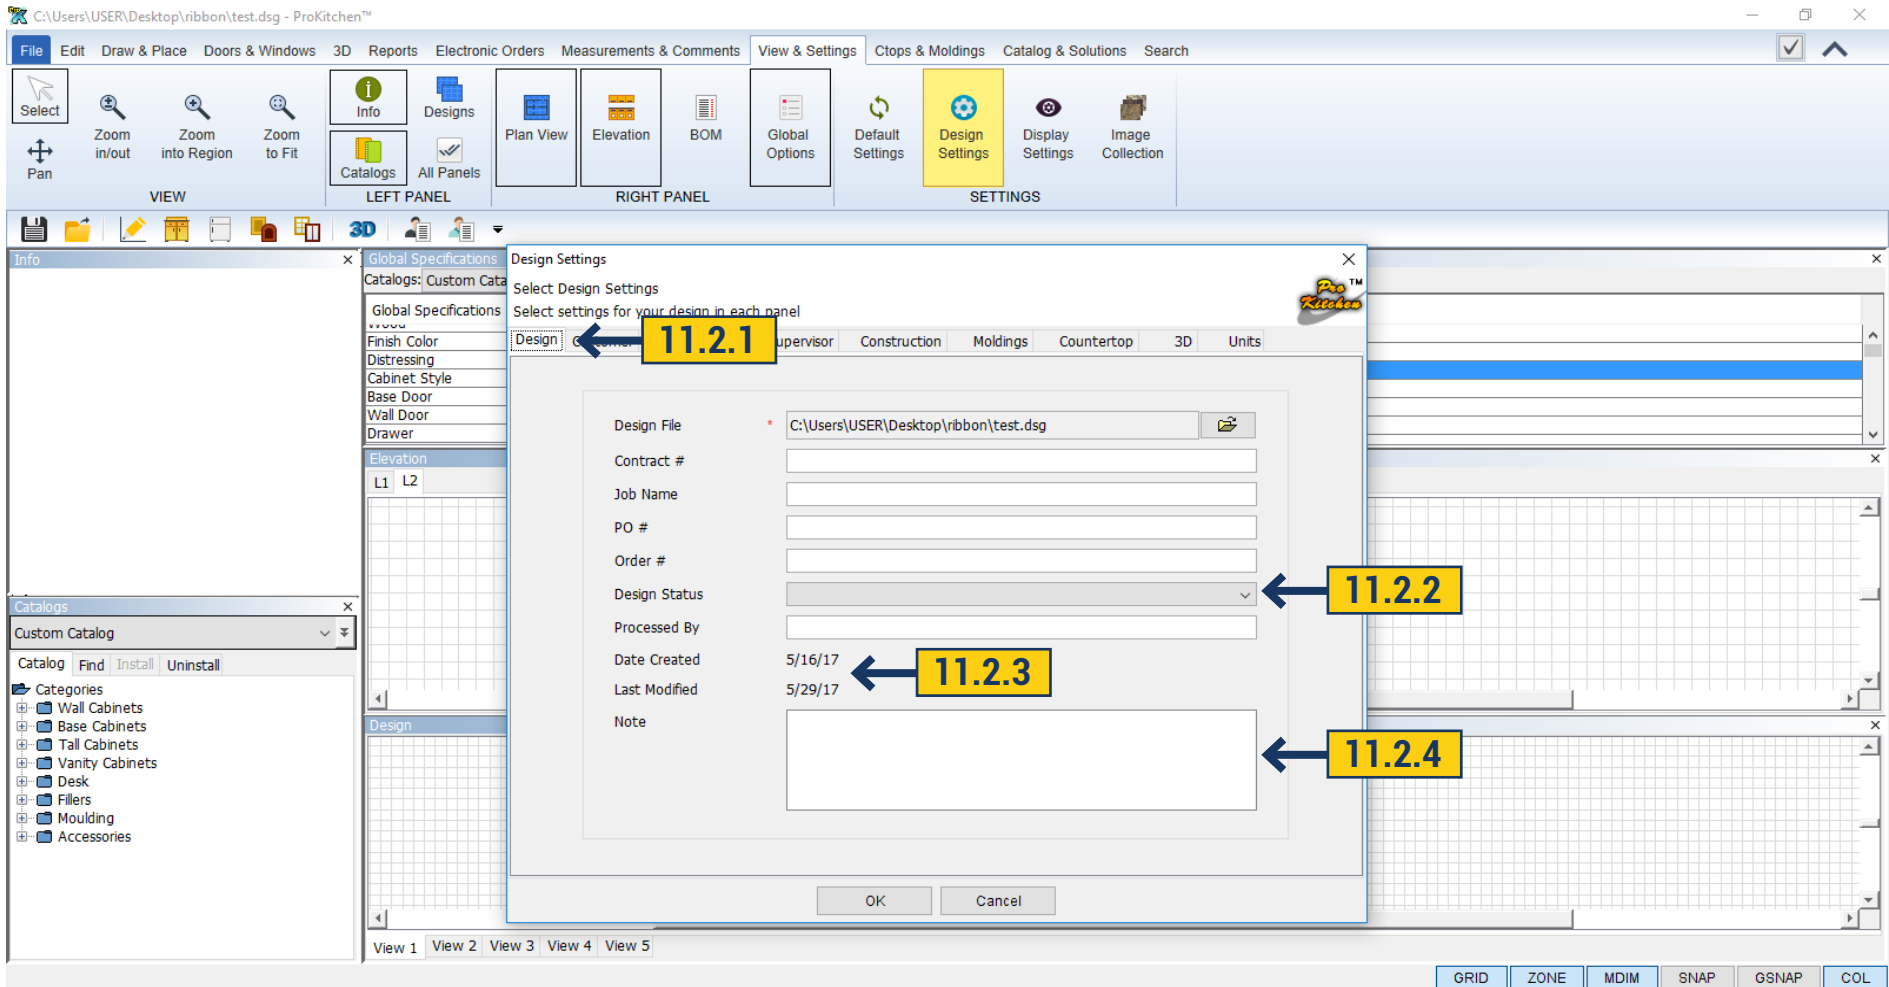 C:\Users\USER\Desktop\ribbon\test.dsg - ProKitchen™
File Edit Draw & Place Doors & Windows 3D Reports Electronic Orders Measurements & Comments View & Settings Ctops & Moldings Catalog & Solutions Search
Select
Pan
Zoom in/out
Zoom into Region
Zoom to Fit
VIEW
Info
Catalogs
Designs
All Panels
LEFT PANEL
Plan View
Elevation
BOM
Global Options
RIGHT PANEL
Default Settings
Design Settings
Display Settings
Image Collection
SETTINGS
3D
Info
Global Specifications
Catalogs: Custom Cata
Global Specifications
Finish Color
Distressing
Cabinet Style
Base Door
Wall Door
Drawer
Elevation
L1 L2
Design
View 1 View 2 View 3 View 4 View 5
Catalogs
Custom Catalog
Catalog Find Install Uninstall
Categories
Wall Cabinets
Base Cabinets
Tall Cabinets
Vanity Cabinets
Desk
Fillers
Moulding
Accessories
Design Settings
Select Design Settings
Select settings for your design in each panel
Pro Kitchen ™
Design 11.2.1 upervisor Construction Moldings Countertop 3D Units
Design File * C:\Users\USER\Desktop\ribbon\test.dsg
Contract #
Job Name
PO #
Order #
Design Status 11.2.2
Processed By
Date Created 5/16/17
11.2.3
Last Modified 5/29/17
Note
11.2.4
OK Cancel
GRID ZONE MDIM SNAP GSNAP COL